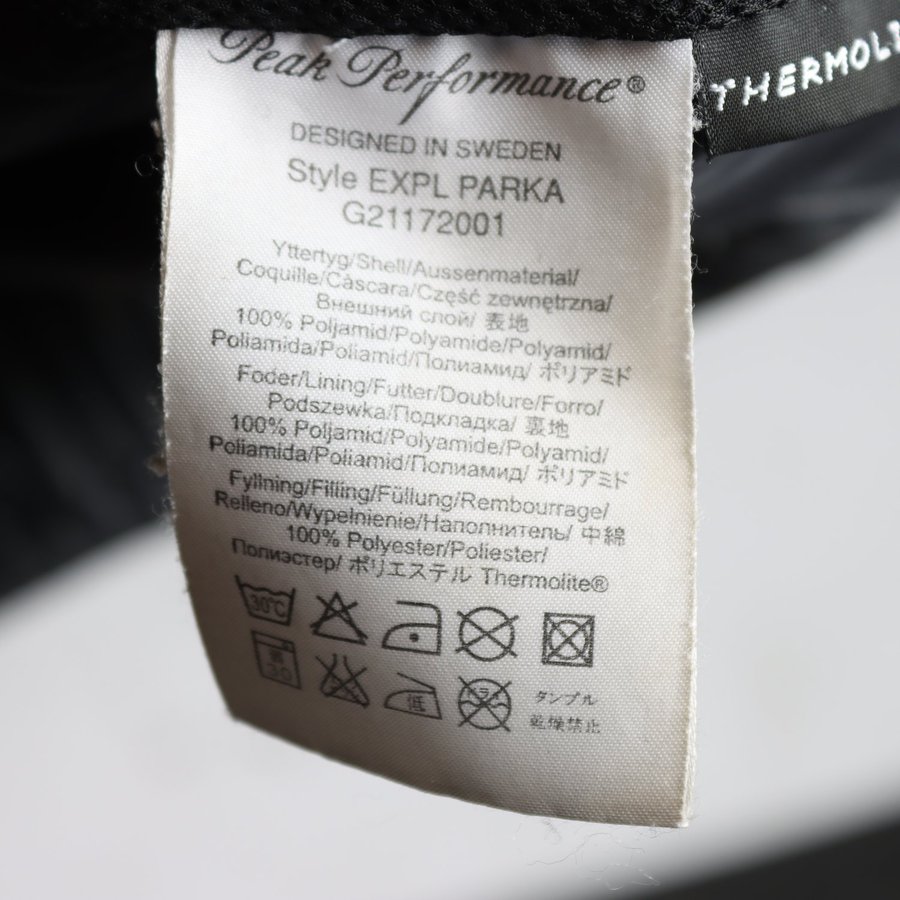 Peak Performance®
THERMOL
DESIGNED IN SWEDEN
Style EXPL PARKA
G21172001
Yttertyg/Shell/Aussenmaterial/
Coquille/Cáscara/Część zewnętrzna/
Внешний слой/ 表地
100% Poljamid/Polyamide/Polyamid/
Poliamida/Poliamid/Полиамид/ ポリアミド
Foder/Lining/Futter/Doublure/Forro/
Podszewka/Подкладка/ 裏地
100% Poljamid/Polyamide/Polyamid/
Poliamida/Poliamid/Полиамид/ ポリアミド
Fyllning/Filling/Füllung/Rembourrage/
Relleno/Wypełnienie/Наполнитель/ 中綿
100% Polyester/Poliester/
Полиэстер/ ポリエステル Thermolite®
30°C
30
低
タンブル
乾燥禁止